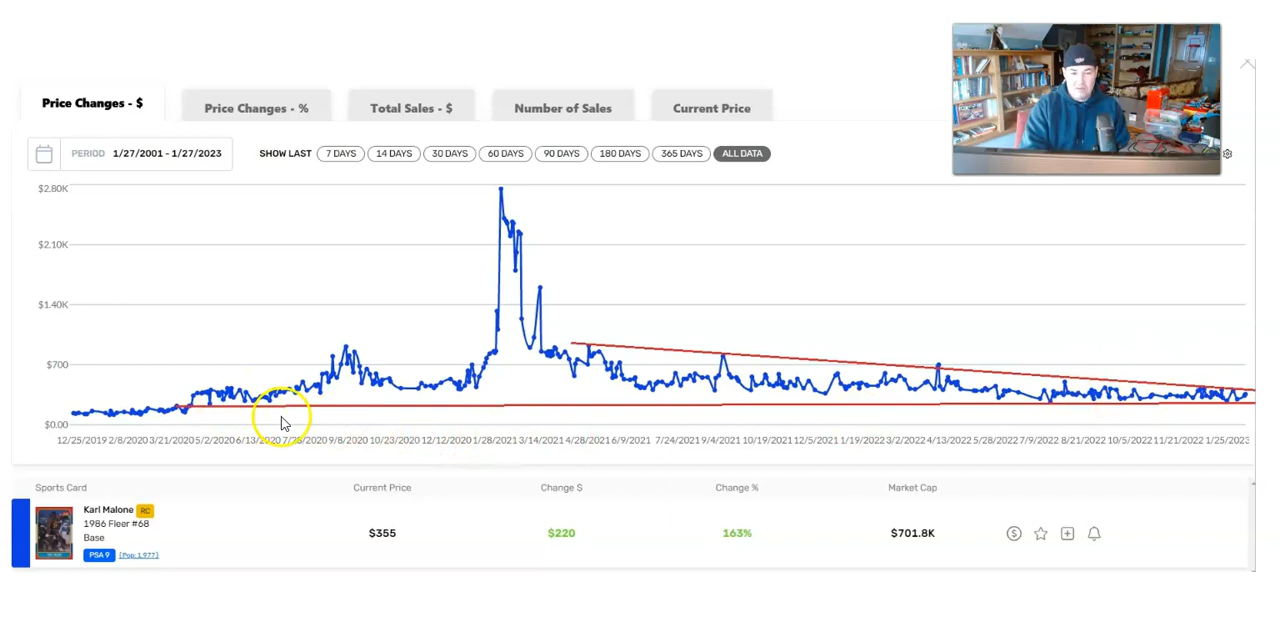 Price Changes - $
Price Changes - %
Total Sales - $
Number of Sales
Current Price
PERIOD 1/27/2001 - 1/27/2023
SHOW LAST 7 DAYS 14 DAYS 30 DAYS 60 DAYS 90 DAYS 180 DAYS 365 DAYS ALL DATA
$2.80K
$2.10K
$1.40K
$700
$0.00
12/25/2019 2/8/2020 3/21/2020 5/2/2020 6/13/2020 7/25/2020 9/8/2020 10/23/2020 12/12/2020 1/28/2021 3/14/2021 4/28/2021 6/9/2021 7/24/2021 9/4/2021 10/19/2021 12/5/2021 1/19/2022 3/2/2022 4/13/2022 5/28/2022 7/9/2022 8/21/2022 10/5/2022 11/21/2022 1/25/2023
Sports Card Current Price Change $ Change % Market Cap
Karl Malone RC
1986 Fleer #68
Base
PSA 9 (Pop: 1,977)
$355 $220 163% $701.8K